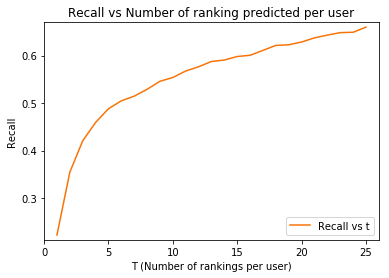 Recall vs Number of ranking predicted per user
Recall
0.6
0.5
0.4
0.3
0
5
10
15
20
25
T (Number of rankings per user)
Recall vs t